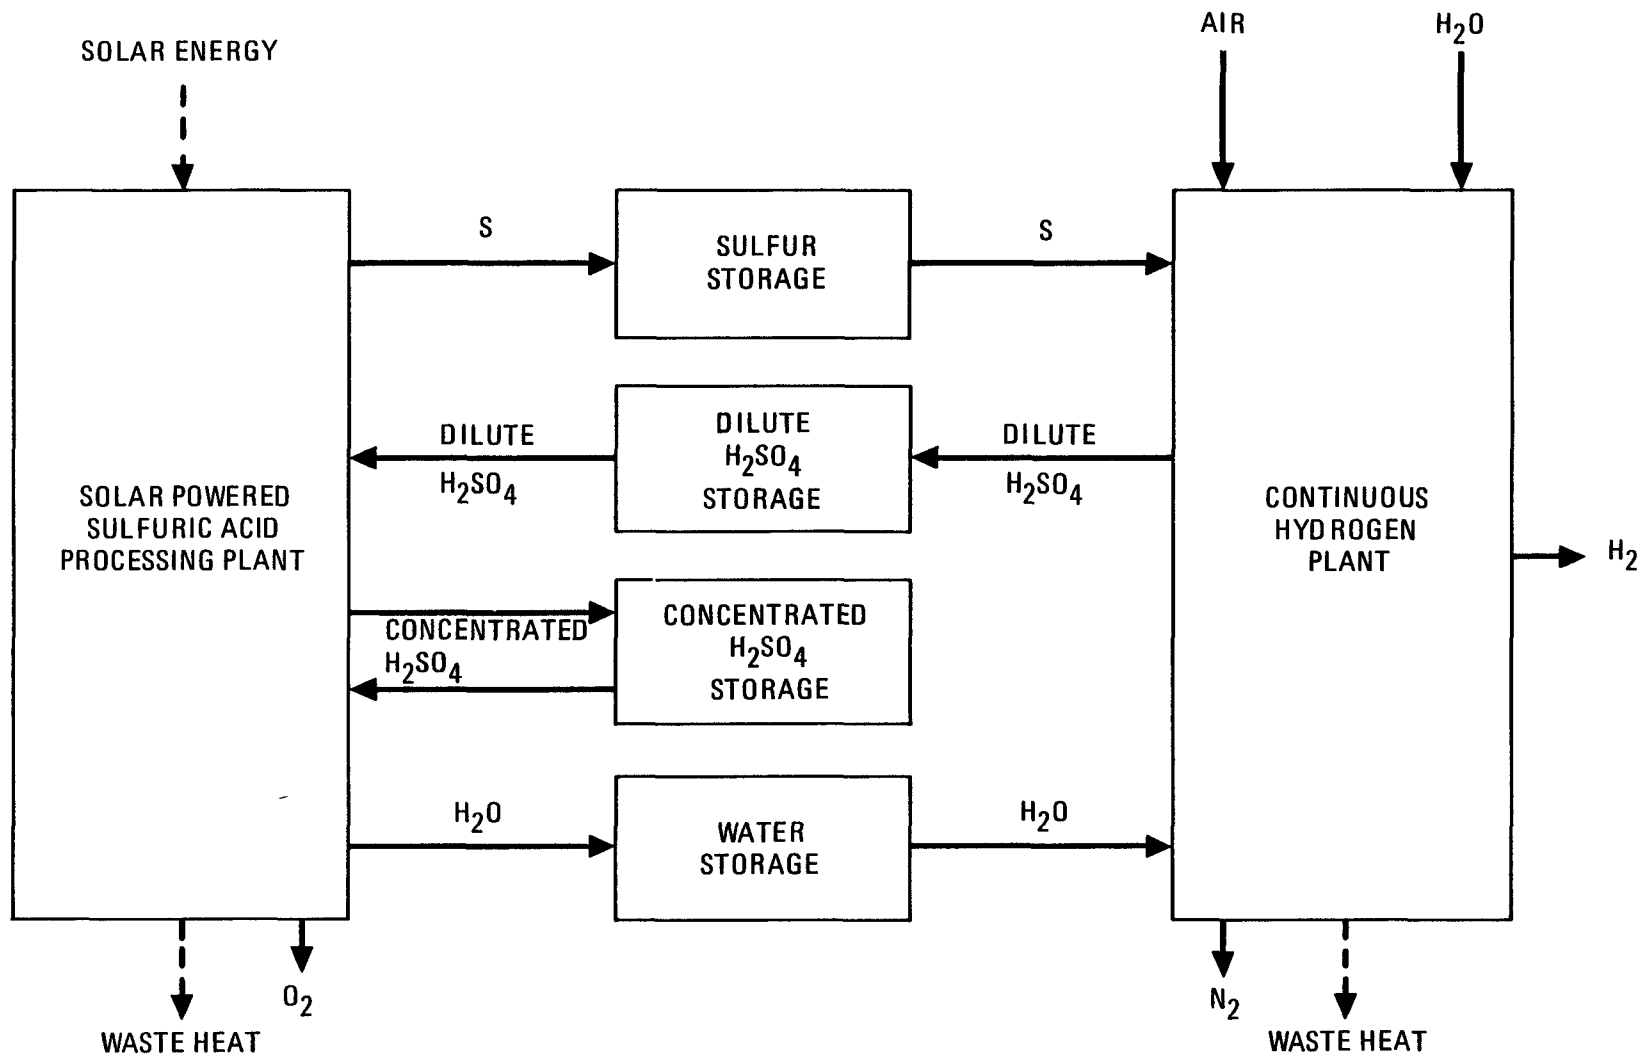 SOLAR ENERGY
AIR
H2O
S
SULFUR
STORAGE
S
DILUTE
H2SO4
DILUTE
H2SO4
STORAGE
DILUTE
H2SO4
SOLAR POWERED
SULFURIC ACID
PROCESSING PLANT
CONTINUOUS
HYDROGEN
PLANT
H2
CONCENTRATED
H2SO4
CONCENTRATED
H2SO4
STORAGE
H2O
WATER
STORAGE
H2O
O2
WASTE HEAT
N2
WASTE HEAT